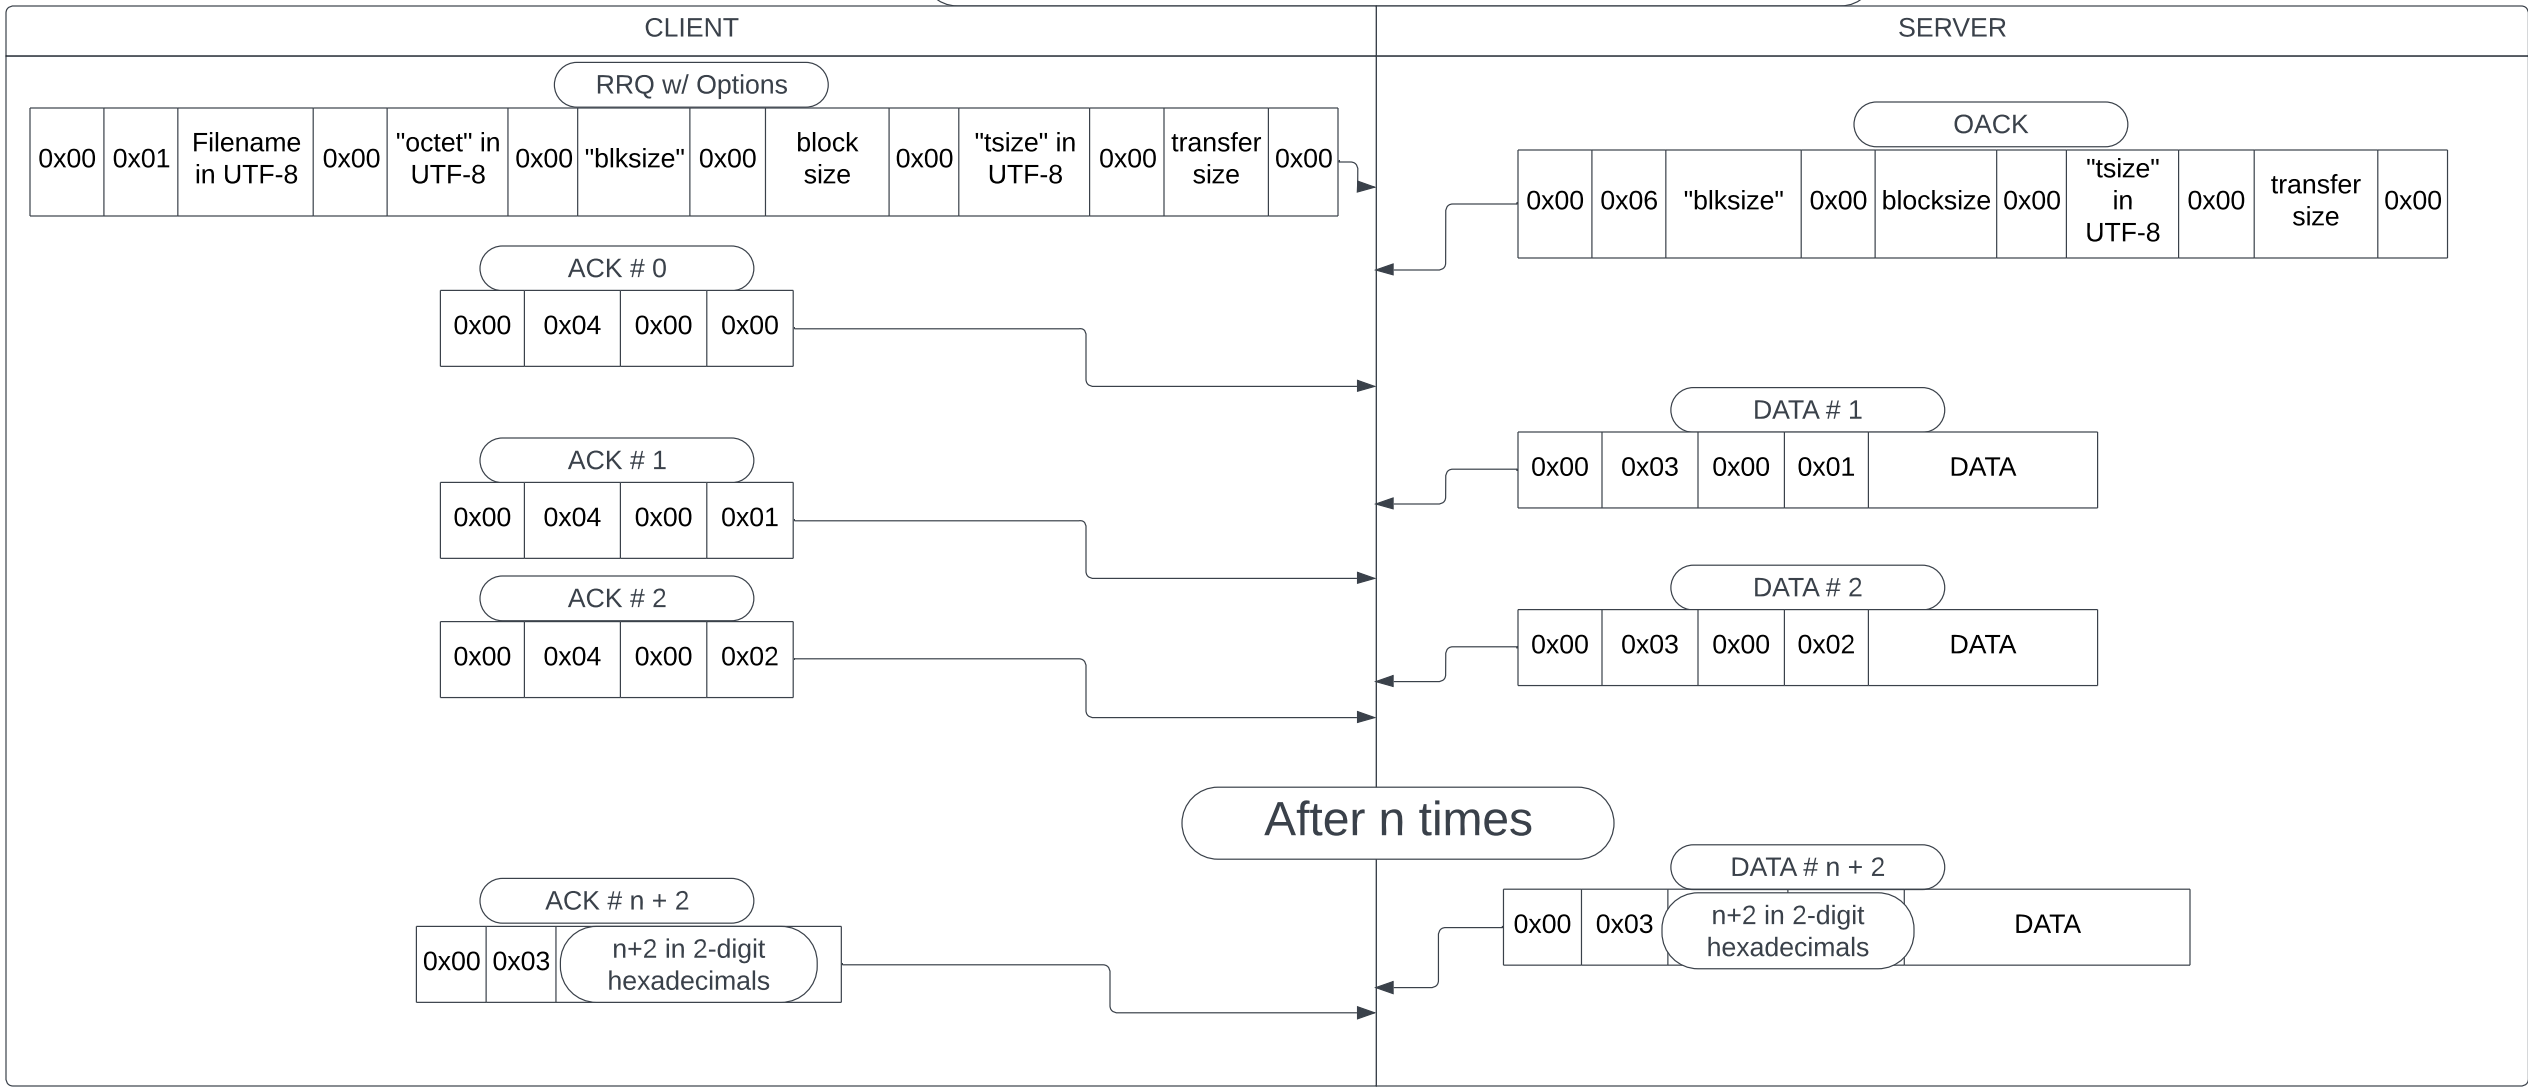 CLIENT
SERVER
RRQ w/ Options
0x00 0x01 Filename in UTF-8 0x00 "octet" in UTF-8 0x00 "blksize" 0x00 block size 0x00 "tsize" in UTF-8 0x00 transfer size 0x00
OACK
0x00 0x06 "blksize" 0x00 blocksize 0x00 "tsize" in UTF-8 0x00 transfer size 0x00
ACK # 0
0x00 0x04 0x00 0x00
DATA # 1
0x00 0x03 0x00 0x01 DATA
ACK # 1
0x00 0x04 0x00 0x01
DATA # 2
0x00 0x03 0x00 0x02 DATA
ACK # 2
0x00 0x04 0x00 0x02
After n times
DATA # n + 2
0x00 0x03 n+2 in 2-digit hexadecimals DATA
ACK # n + 2
0x00 0x03 n+2 in 2-digit hexadecimals